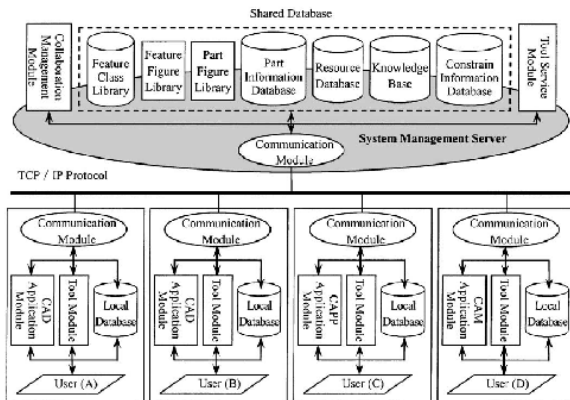 Shared Database
Collaboration
Management
Module
Feature
Class
Library
Feature
Figure
Library
Part
Figure
Library
Part
Information
Database
Resource
Database
Knowledge
Base
Constrain
Information
Database
Tool Service
Module
System Management Server
Communication
Module
TCP / IP Protocol
Communication
Module
CAD
Application
Module
Tool Module
Local
Database
User (A)
Communication
Module
CAD
Application
Module
Tool Module
Local
Database
User (B)
Communication
Module
CAPP
Application
Module
Tool Module
Local
Database
User (C)
Communication
Module
CAM
Application
Module
Tool Module
Local
Database
User (D)